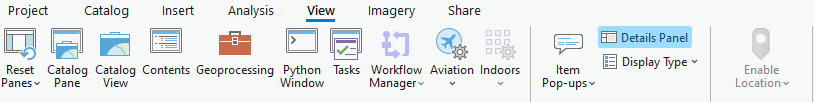 Project Catalog Insert Analysis View Imagery Share
Reset Panes
Catalog Pane
Catalog View
Contents
Geoprocessing
Python Window
Tasks
Workflow Manager
Aviation
Indoors
Item Pop-ups
Details Panel
Display Type
Enable Location